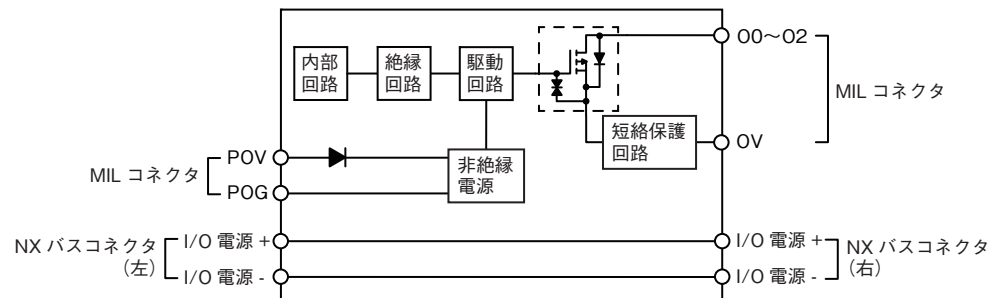 内部
回路
絶縁
回路
駆動
回路
00～02
MIL コネクタ
短絡保護
回路
0V
MIL コネクタ
POV
POG
非絶縁
電源
NX バスコネクタ
(左)
I/O 電源 +
I/O 電源 -
I/O 電源 +
I/O 電源 -
NX バスコネクタ
(右)